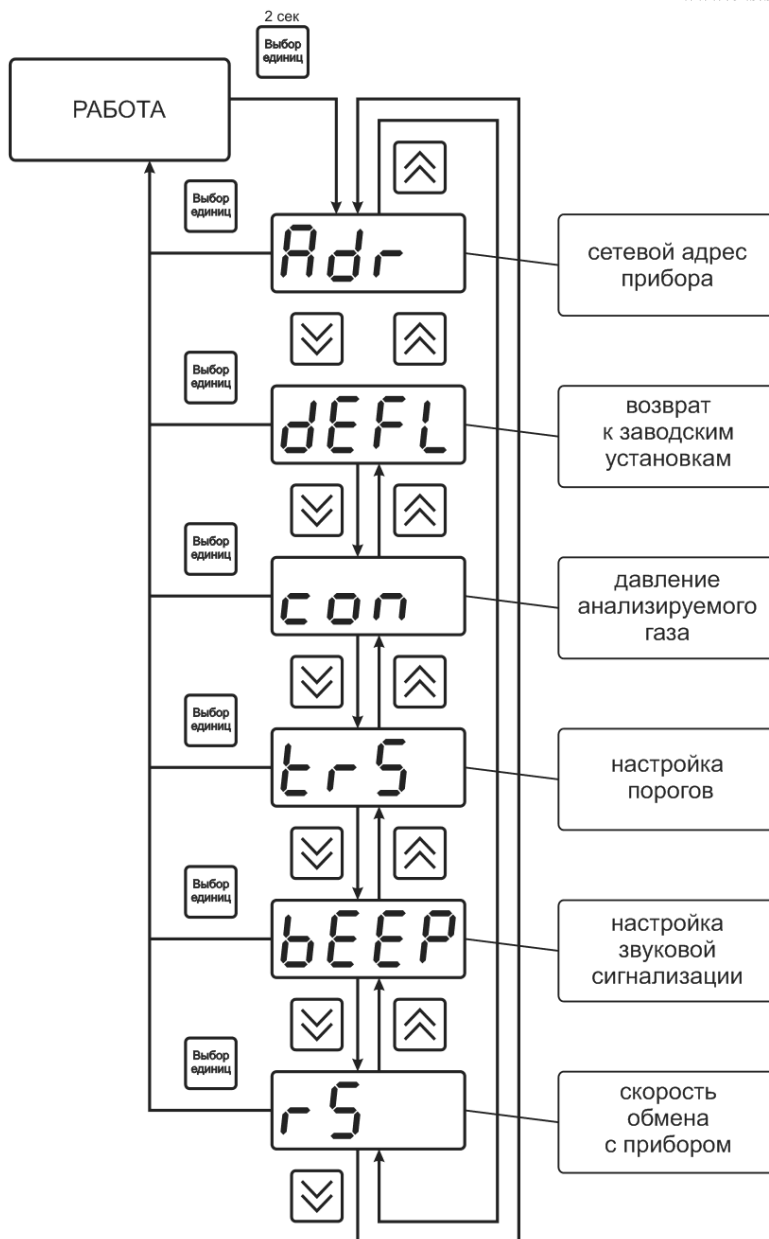 2 сек
Выбор
единиц
РАБОТА
Выбор
единиц
Adr
сетевой адрес
прибора
Выбор
единиц
dEFL
возврат
к заводским
установкам
Выбор
единиц
con
давление
анализируемого
газа
Выбор
единиц
trS
настройка
порогов
Выбор
единиц
bEEP
настройка
звуковой
сигнализации
Выбор
единиц
rS
скорость
обмена
с прибором